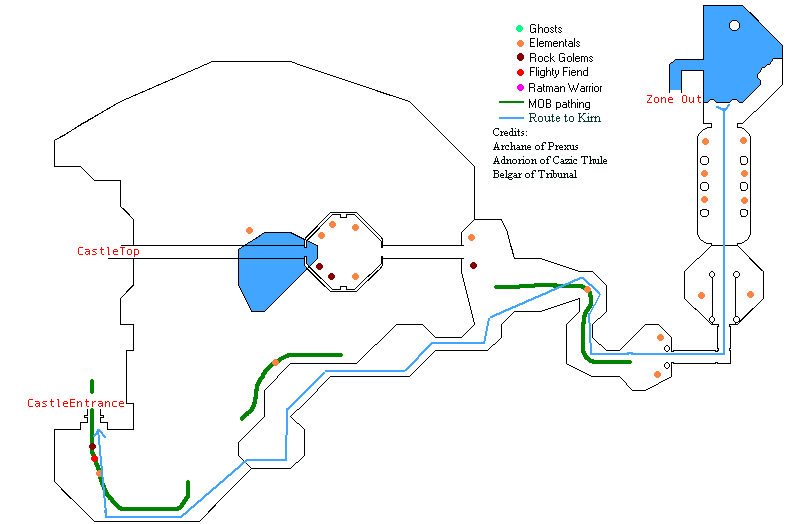 Ghosts
Elementals
Rock Golems
Flighty Fiend
Ratman Warrior
MOB pathing
Route to Kirn
Credits:
Archane of Prexus
Adnorion of Cazic Thule
Belgar of Tribunal
Zone Out
CastleTop
CastleEntrance